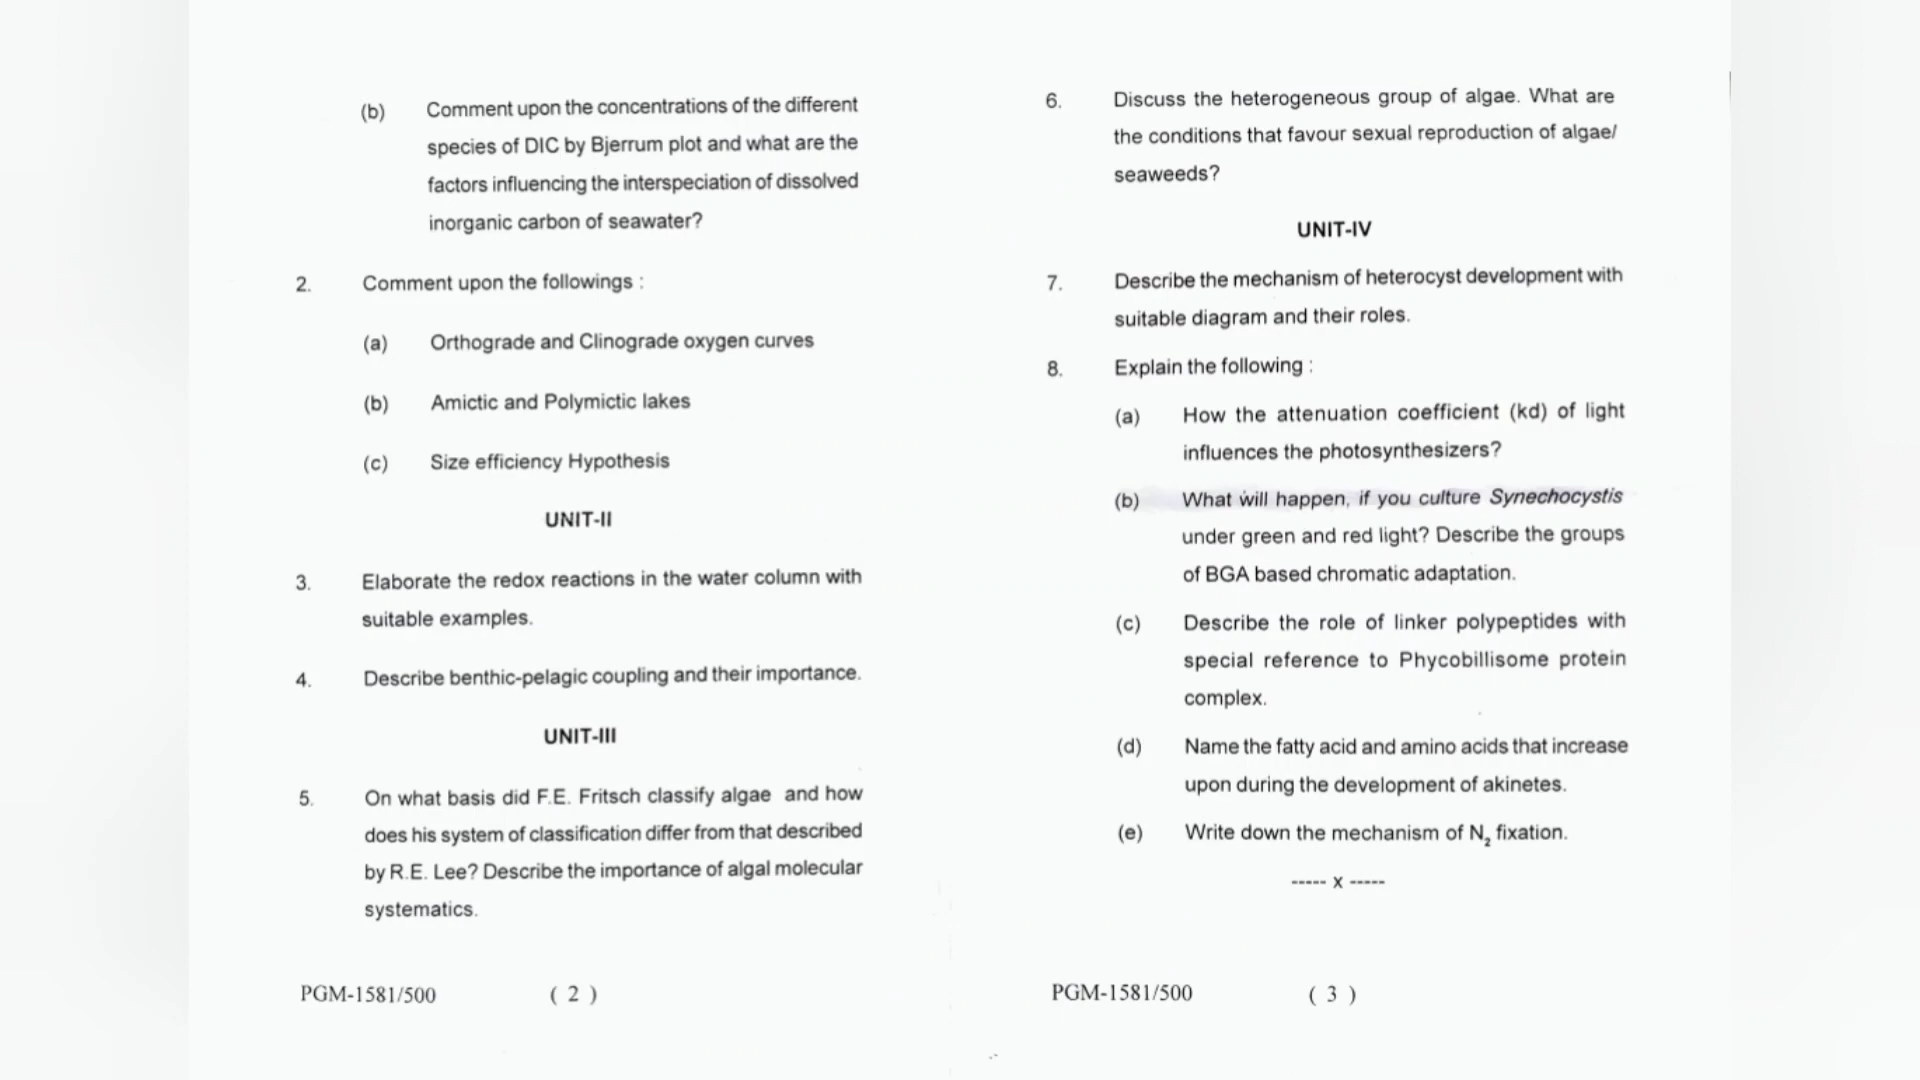 (b) Comment upon the concentrations of the different
species of DIC by Bjerrum plot and what are the
factors influencing the interspeciation of dissolved
inorganic carbon of seawater?
2. Comment upon the followings :
(a) Orthograde and Clinograde oxygen curves
(b) Amictic and Polymictic lakes
(c) Size efficiency Hypothesis
UNIT-II
3. Elaborate the redox reactions in the water column with
suitable examples.
4. Describe benthic-pelagic coupling and their importance.
UNIT-III
5. On what basis did F.E. Fritsch classify algae and how
does his system of classification differ from that described
by R.E. Lee? Describe the importance of algal molecular
systematics.
PGM-1581/500 ( 2 )
6. Discuss the heterogeneous group of algae. What are
the conditions that favour sexual reproduction of algae/
seaweeds?
UNIT-IV
7. Describe the mechanism of heterocyst development with
suitable diagram and their roles.
8. Explain the following :
(a) How the attenuation coefficient (kd) of light
influences the photosynthesizers?
(b) What will happen, if you culture Synechocystis
under green and red light? Describe the groups
of BGA based chromatic adaptation.
(c) Describe the role of linker polypeptides with
special reference to Phycobillisome protein
complex.
(d) Name the fatty acid and amino acids that increase
upon during the development of akinetes.
(e) Write down the mechanism of N₂ fixation.
----- x -----
PGM-1581/500 ( 3 )